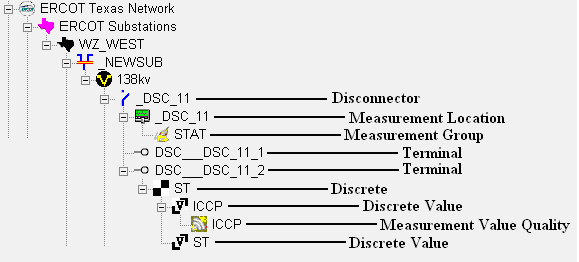 ERCOT Texas Network
ERCOT Substations
WZ_WEST
_NEWSUB
138kv
_DSC_11 Disconnector
_DSC_11 Measurement Location
STAT Measurement Group
DSC___DSC_11_1 Terminal
DSC___DSC_11_2 Terminal
ST Discrete
ICCP Discrete Value
ICCP Measurement Value Quality
ST Discrete Value